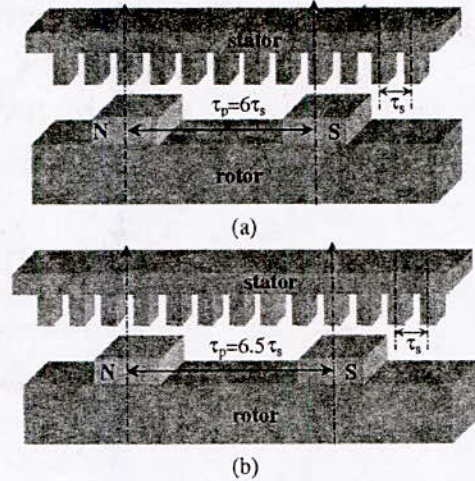 stator
τp=6τs
τs
N
S
rotor
(a)
stator
τp=6.5τs
τs
N
S
rotor
(b)